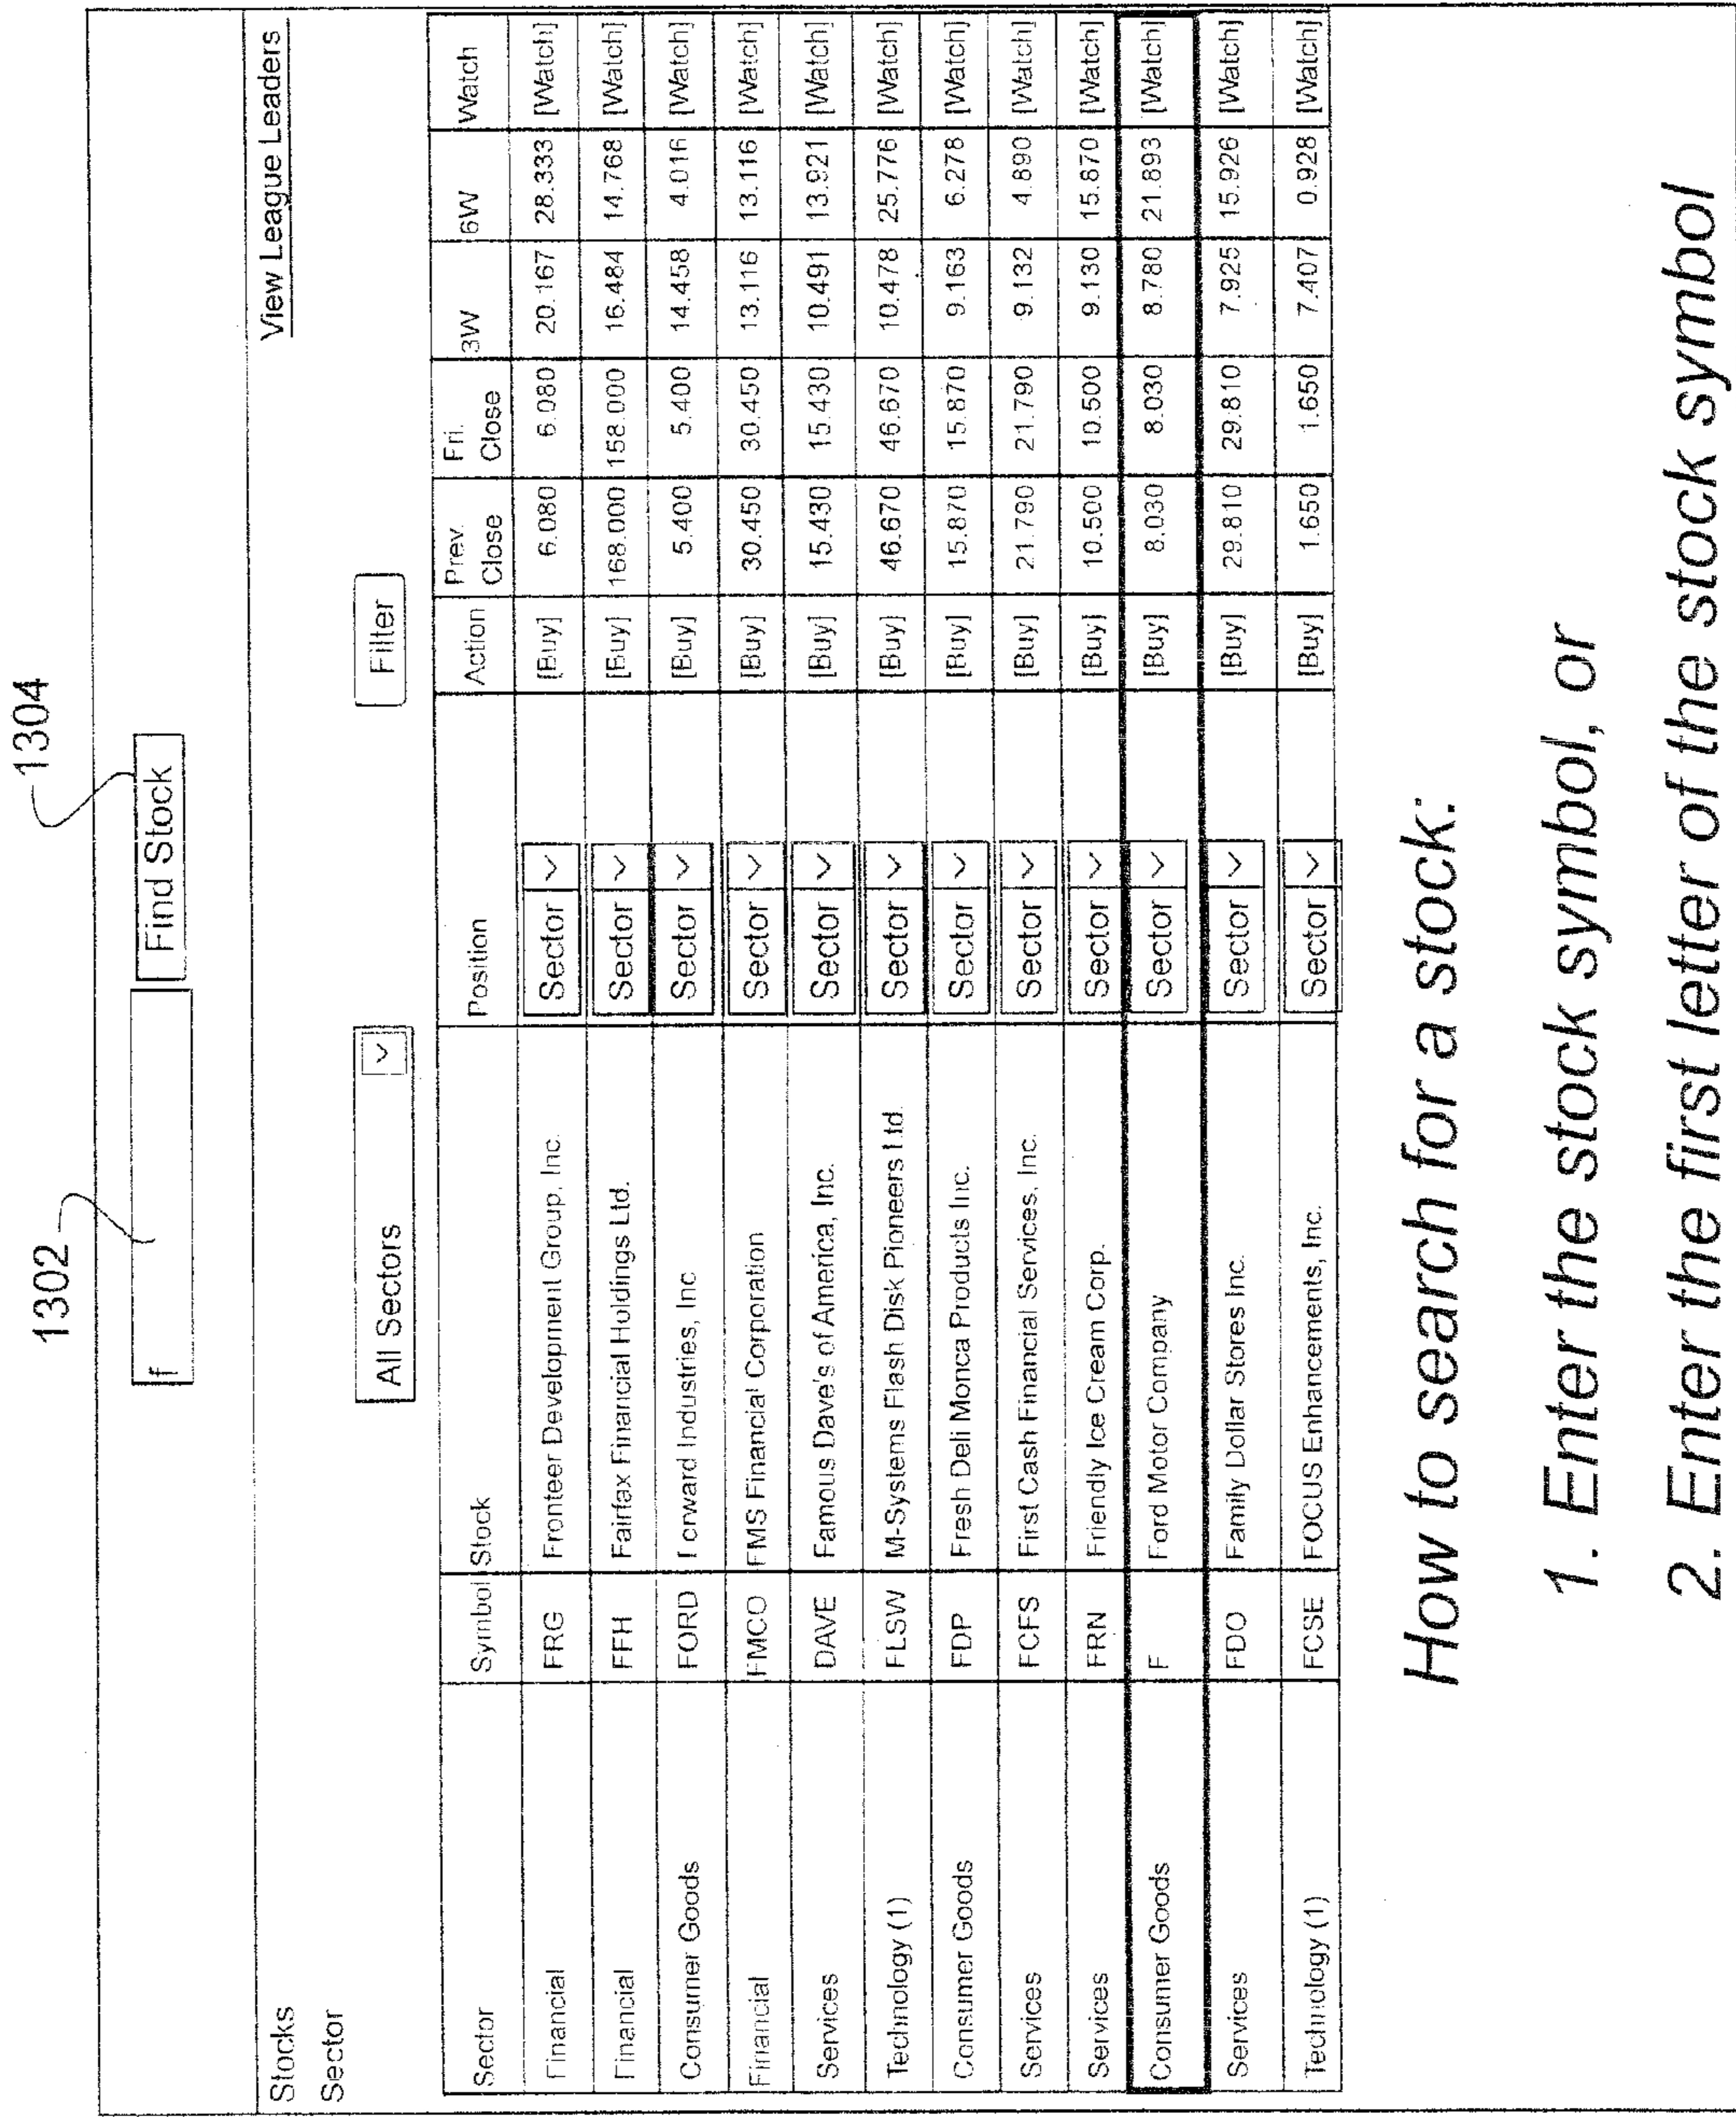 1302
1304
f Find Stock
Stocks View League Leaders
Sector
All Sectors Filter
Sector Symbol Stock Position Action Prev. Close Fri. Close 3W 6W Watch
Financial FRG Fronteer Development Group, Inc. Sector [Buy] 6.080 6.080 20.167 28.333 [Watch]
Financial FFH Fairfax Financial Holdings Ltd. Sector [Buy] 168.000 158.000 16.484 14.768 [Watch]
Consumer Goods FORD Forward Industries, Inc Sector [Buy] 5.400 5.400 14.458 4.016 [Watch]
Financial FMCO FMS Financial Corporation Sector [Buy] 30.450 30.450 13.116 13.116 [Watch]
Services DAVE Famous Dave's of America, Inc. Sector [Buy] 15.430 15.430 10.491 13.921 [Watch]
Technology (1) FLSW M-Systems Flash Disk Pioneers Ltd. Sector [Buy] 46.670 46.670 10.478 25.776 [Watch]
Consumer Goods FDP Fresh Deli Monca Products Inc. Sector [Buy] 15.870 15.870 9.163 6.278 [Watch]
Services FCFS First Cash Financial Services, Inc. Sector [Buy] 21.790 21.790 9.132 4.890 [Watch]
Services FRN Friendly Ice Cream Corp. Sector [Buy] 10.500 10.500 9.130 15.870 [Watch]
Consumer Goods F Ford Motor Company Sector [Buy] 8.030 8.030 8.780 21.893 [Watch]
Services FDO Family Dollar Stores Inc. Sector [Buy] 29.810 29.810 7.925 15.926 [Watch]
Technology (1) FCSE FOCUS Enhancements, Inc. Sector [Buy] 1.650 1.650 7.407 0.928 [Watch]
How to search for a stock:
1. Enter the stock symbol, or
2. Enter the first letter of the stock symbol